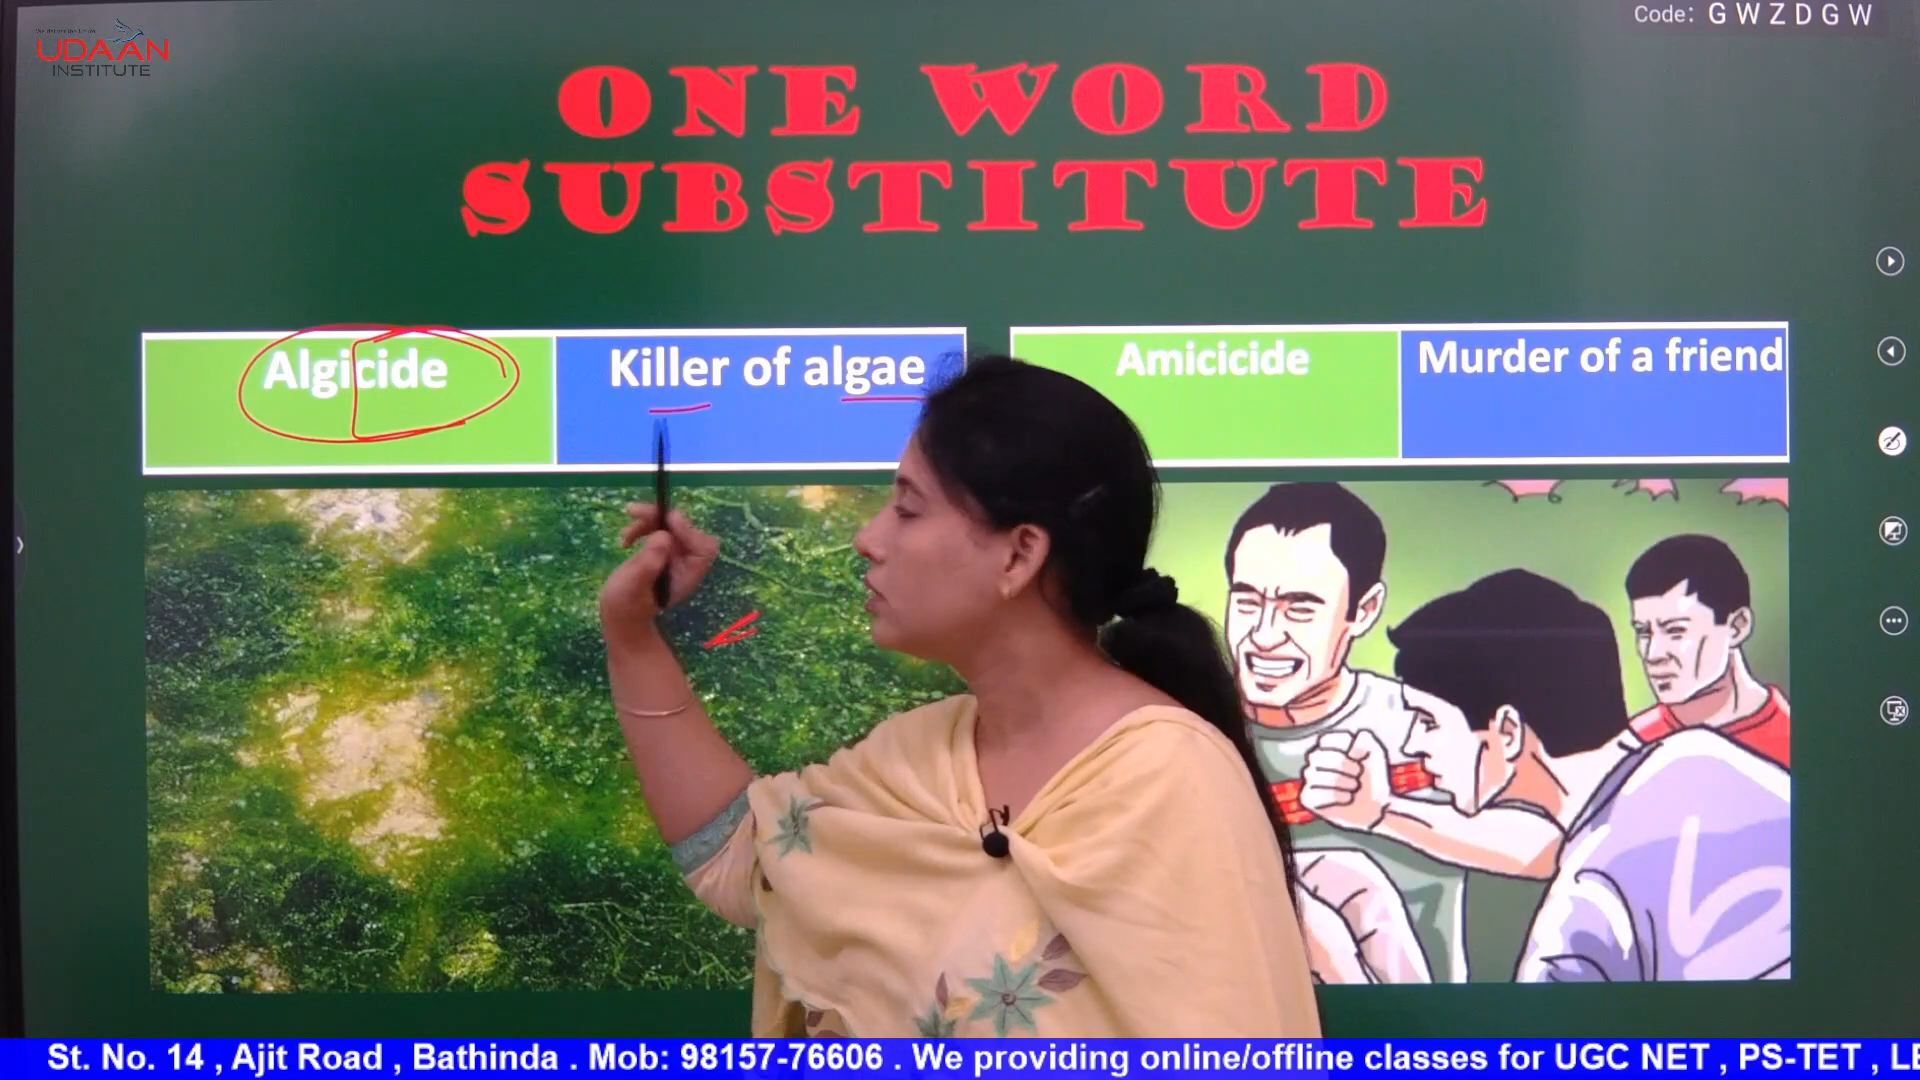 Code: GWZDGW
UDAAN
INSTITUTE
ONE WORD
SUBSTITUTE
Algicide
Killer of algae
Amicicide
Murder of a friend
St. No. 14 , Ajit Road , Bathinda . Mob: 98157-76606 . We providing online/offline classes for UGC NET , PS-TET , LE